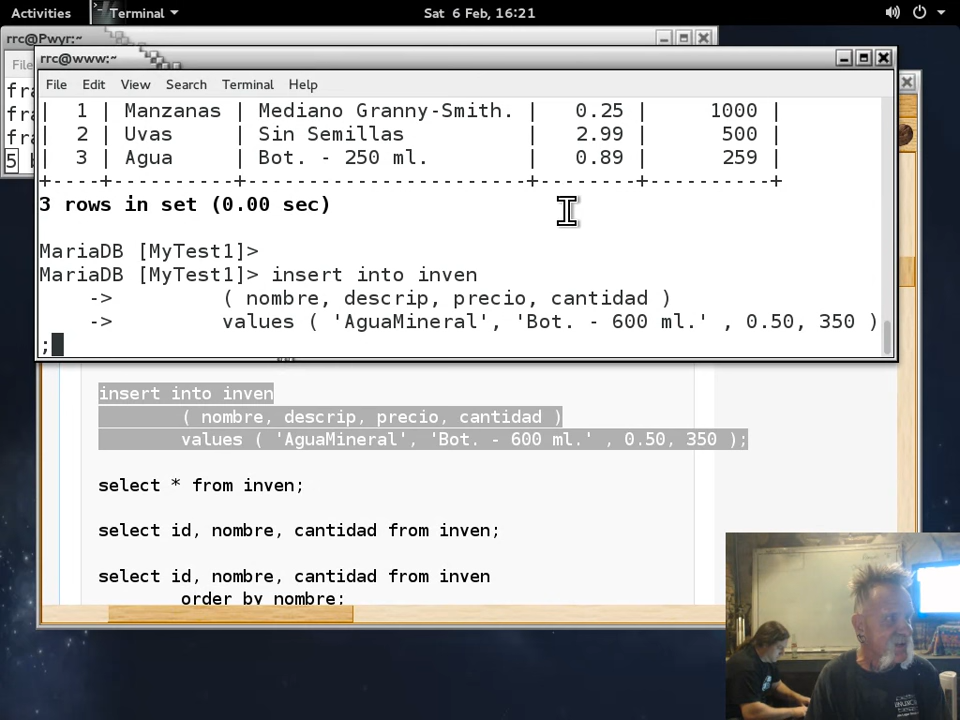 Activities Terminal Sat 6 Feb, 16:21
rrc@Pwyr:~
rrc@www:~
File Edit View Search Terminal Help
| 1 | Manzanas | Mediano Granny-Smith. | 0.25 | 1000 |
| 2 | Uvas | Sin Semillas | 2.99 | 500 |
| 3 | Agua | Bot. - 250 ml. | 0.89 | 259 |
+----+----------+-----------------------+--------+----------+
3 rows in set (0.00 sec)
MariaDB [MyTest1]>
MariaDB [MyTest1]> insert into inven
-> ( nombre, descrip, precio, cantidad )
-> values ( 'AguaMineral', 'Bot. - 600 ml.' , 0.50, 350 )
;
insert into inven
( nombre, descrip, precio, cantidad )
values ( 'AguaMineral', 'Bot. - 600 ml.' , 0.50, 350 );
select * from inven;
select id, nombre, cantidad from inven;
select id, nombre, cantidad from inven
order by nombre;